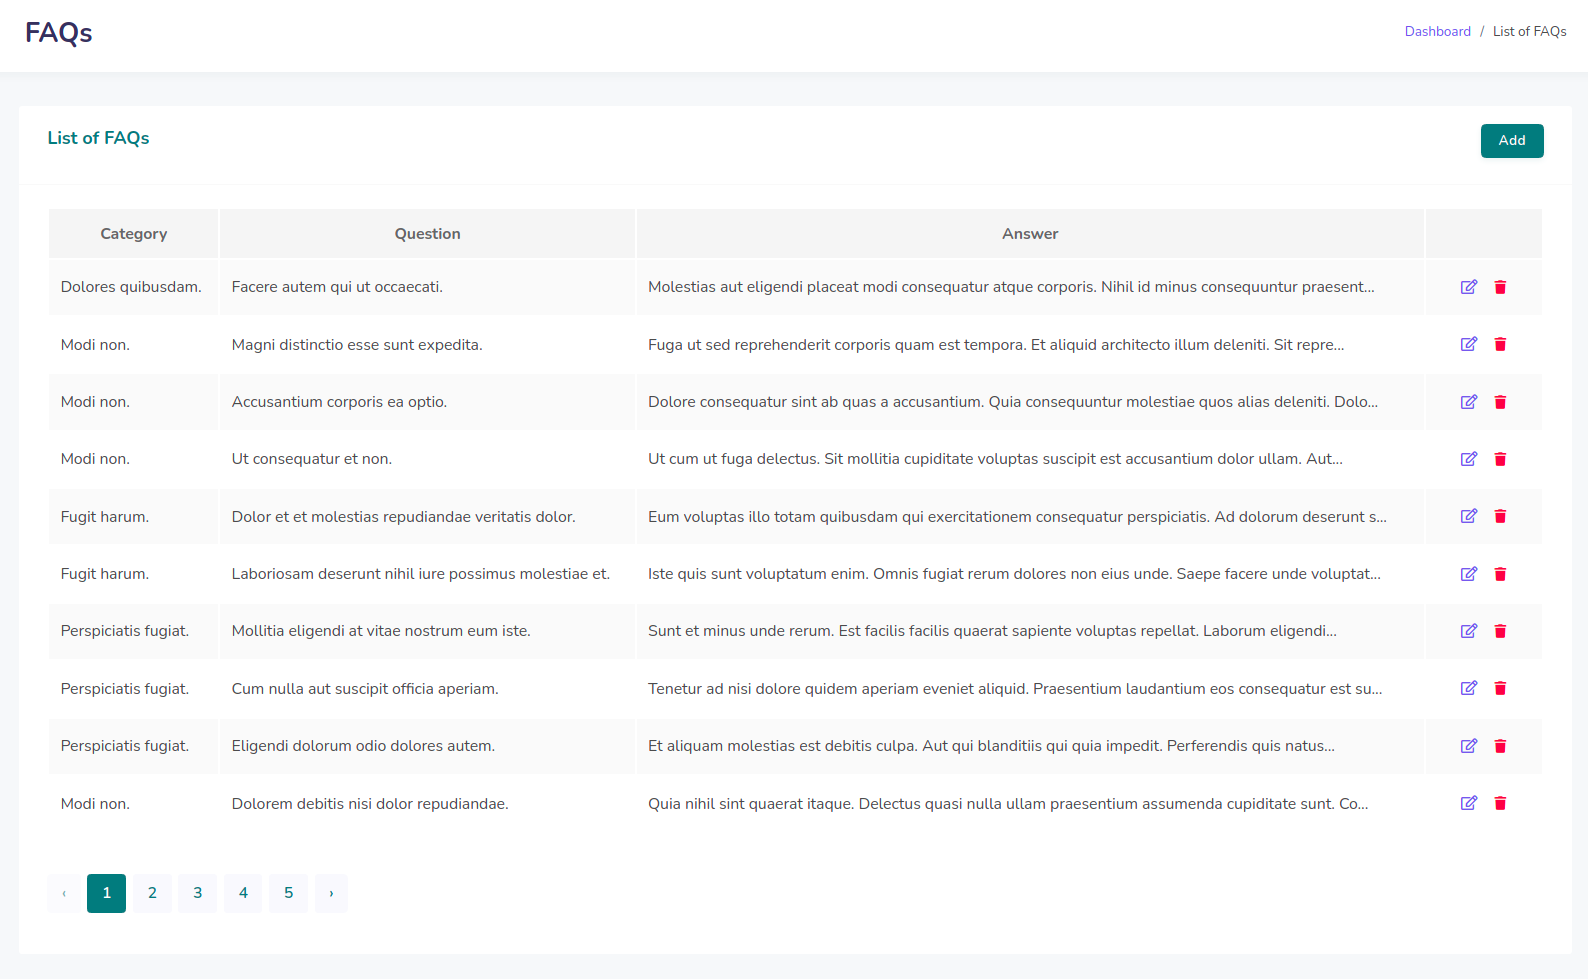 FAQs
Dashboard / List of FAQs
List of FAQs
Add
Category Question Answer
Dolores quibusdam. Facere autem qui ut occaecati. Molestias aut eligendi placeat modi consequatur atque corporis. Nihil id minus consequuntur praesent...
Modi non. Magni distinctio esse sunt expedita. Fuga ut sed reprehenderit corporis quam est tempora. Et aliquid architecto illum deleniti. Sit repre...
Modi non. Accusantium corporis ea optio. Dolore consequatur sint ab quas a accusantium. Quia consequuntur molestiae quos alias deleniti. Dolo...
Modi non. Ut consequatur et non. Ut cum ut fuga delectus. Sit mollitia cupiditate voluptas suscipit est accusantium dolor ullam. Aut...
Fugit harum. Dolor et et molestias repudiandae veritatis dolor. Eum voluptas illo totam quibusdam qui exercitationem consequatur perspiciatis. Ad dolorum deserunt s...
Fugit harum. Laboriosam deserunt nihil iure possimus molestiae et. Iste quis sunt voluptatum enim. Omnis fugiat rerum dolores non eius unde. Saepe facere unde voluptat...
Perspiciatis fugiat. Mollitia eligendi at vitae nostrum eum iste. Sunt et minus unde rerum. Est facilis facilis quaerat sapiente voluptas repellat. Laborum eligendi...
Perspiciatis fugiat. Cum nulla aut suscipit officia aperiam. Tenetur ad nisi dolore quidem aperiam eveniet aliquid. Praesentium laudantium eos consequatur est su...
Perspiciatis fugiat. Eligendi dolorum odio dolores autem. Et aliquam molestias est debitis culpa. Aut qui blanditiis qui quia impedit. Perferendis quis natus...
Modi non. Dolorem debitis nisi dolor repudiandae. Quia nihil sint quaerat itaque. Delectus quasi nulla ullam praesentium assumenda cupiditate sunt. Co...
‹ 1 2 3 4 5 ›